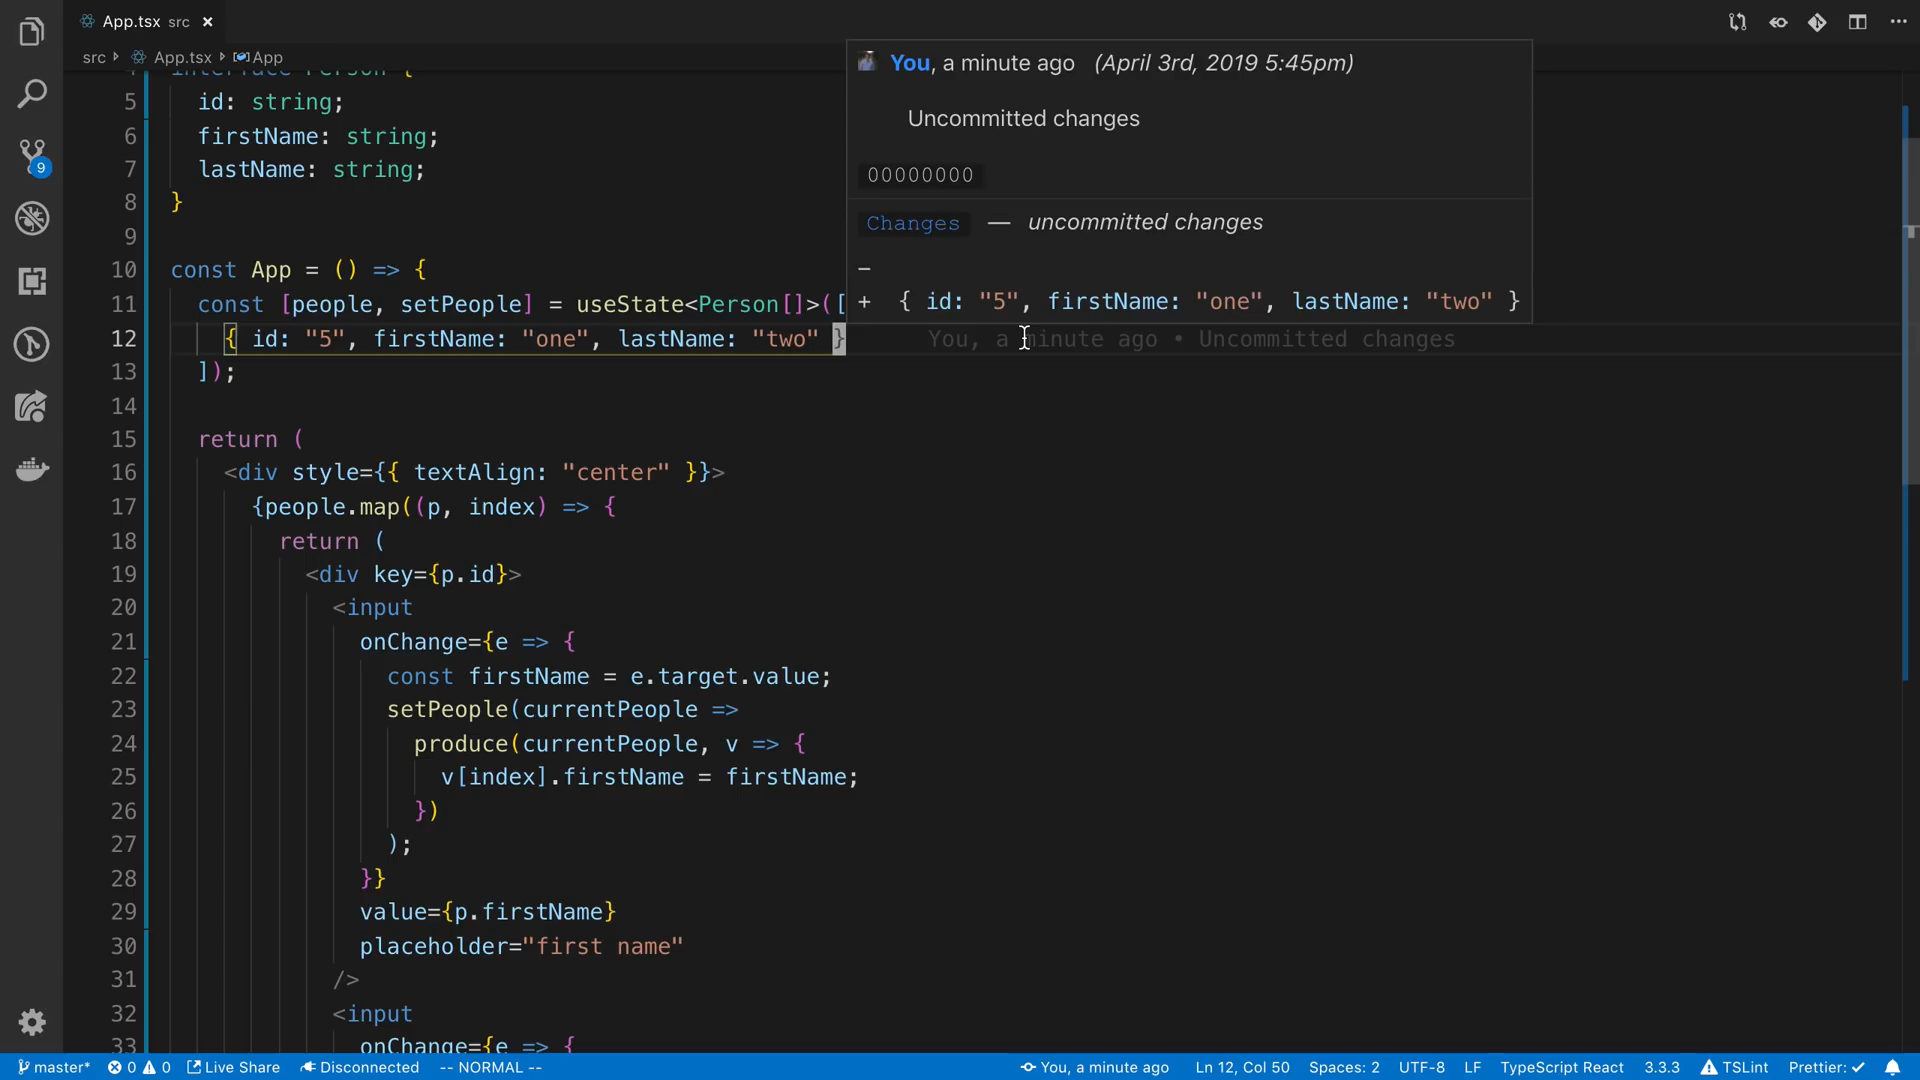 App.tsx src ×
src App.tsx App
interface Person {
5 id: string;
6 firstName: string;
7 lastName: string;
8 }
9
10 const App = () => {
11 const [people, setPeople] = useState<Person[]>([
12 { id: "5", firstName: "one", lastName: "two" } You, a minute ago • Uncommitted changes
13 ]);
14
15 return (
16 <div style={{ textAlign: "center" }}>
17 {people.map((p, index) => {
18 return (
19 <div key={p.id}>
20 <input
21 onChange={e => {
22 const firstName = e.target.value;
23 setPeople(currentPeople =>
24 produce(currentPeople, v => {
25 v[index].firstName = firstName;
26 })
27 );
28 }}
29 value={p.firstName}
30 placeholder="first name"
31 />
32 <input
33 onChange={e => {
You, a minute ago (April 3rd, 2019 5:45pm)
Uncommitted changes
00000000
Changes — uncommitted changes
–
+ { id: "5", firstName: "one", lastName: "two" }
9
master* 0 0 Live Share Disconnected -- NORMAL -- You, a minute ago Ln 12, Col 50 Spaces: 2 UTF-8 LF TypeScript React 3.3.3 TSLint Prettier: ✓